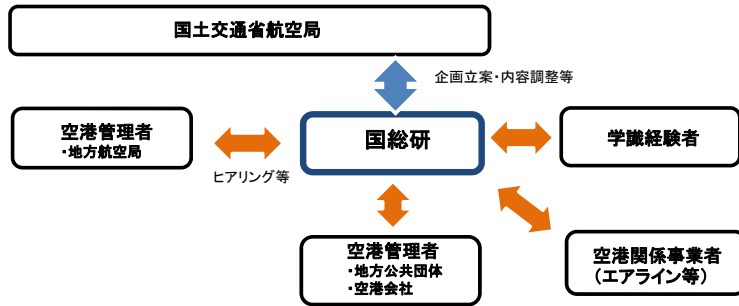 国土交通省航空局
企画立案・内容調整等
空港管理者
・地方航空局
国総研
学識経験者
ヒアリング等
空港管理者
・地方公共団体
・空港会社
空港関係事業者
（エアライン等）